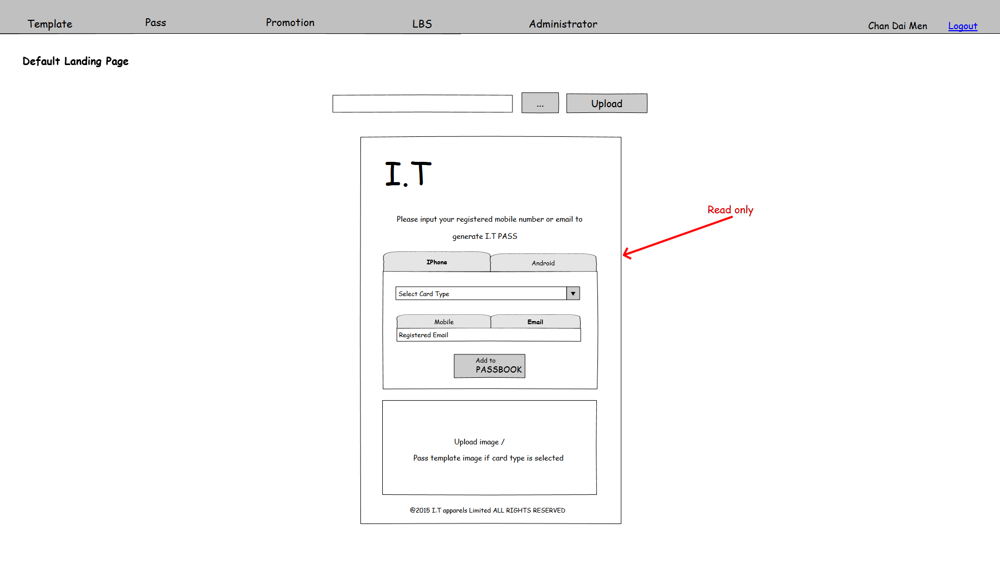 Template
Pass
Promotion
LBS
Administrator
Chan Dai Men
Logout
Default Landing Page
...
Upload
I.T
Read only
Please input your registered mobile number or email to
generate I.T PASS
IPhone
Android
Select Card Type
Mobile
Email
Registered Email
Add to
PASSBOOK
Upload image /
Pass template image if card type is selected
@2015 I.T apparels Limited ALL RIGHTS RESERVED